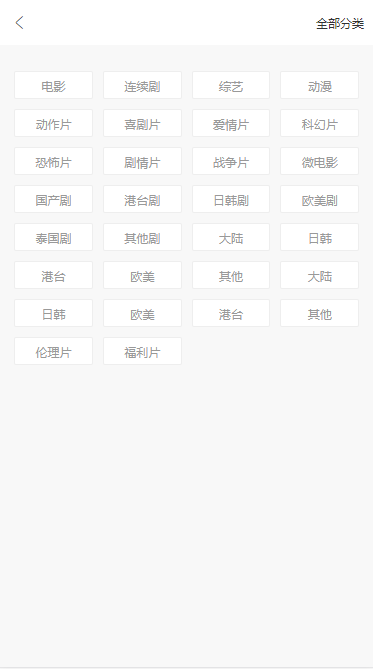 全部分类
电影 连续剧 综艺 动漫
动作片 喜剧片 爱情片 科幻片
恐怖片 剧情片 战争片 微电影
国产剧 港台剧 日韩剧 欧美剧
泰国剧 其他剧 大陆 日韩
港台 欧美 其他 大陆
日韩 欧美 港台 其他
伦理片 福利片